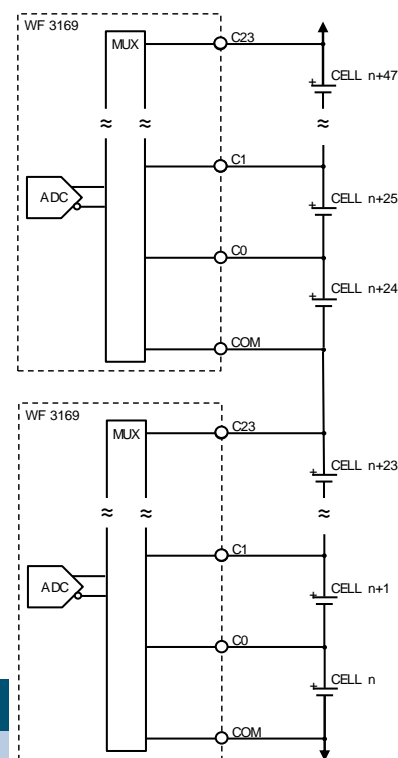 WF 3169
MUX
C23
CELL n+47
+
≈ ≈ ≈
C1
ADC
CELL n+25
+
C0
CELL n+24
+
COM
WF 3169
MUX
C23
CELL n+23
+
≈ ≈ ≈
C1
ADC
CELL n+1
+
C0
CELL n
+
COM